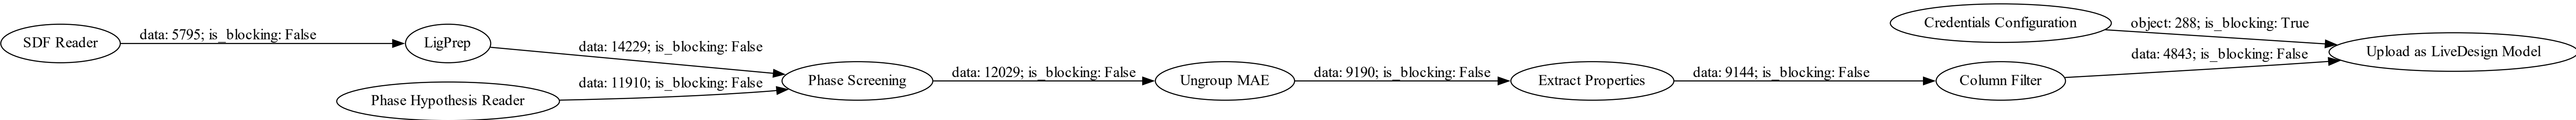 SDF Reader
data: 5795; is_blocking: False
LigPrep
data: 14229; is_blocking: False
Phase Hypothesis Reader
data: 11910; is_blocking: False
Phase Screening
data: 12029; is_blocking: False
Ungroup MAE
data: 9190; is_blocking: False
Extract Properties
data: 9144; is_blocking: False
Credentials Configuration
object: 288; is_blocking: True
Column Filter
data: 4843; is_blocking: False
Upload as LiveDesign Model